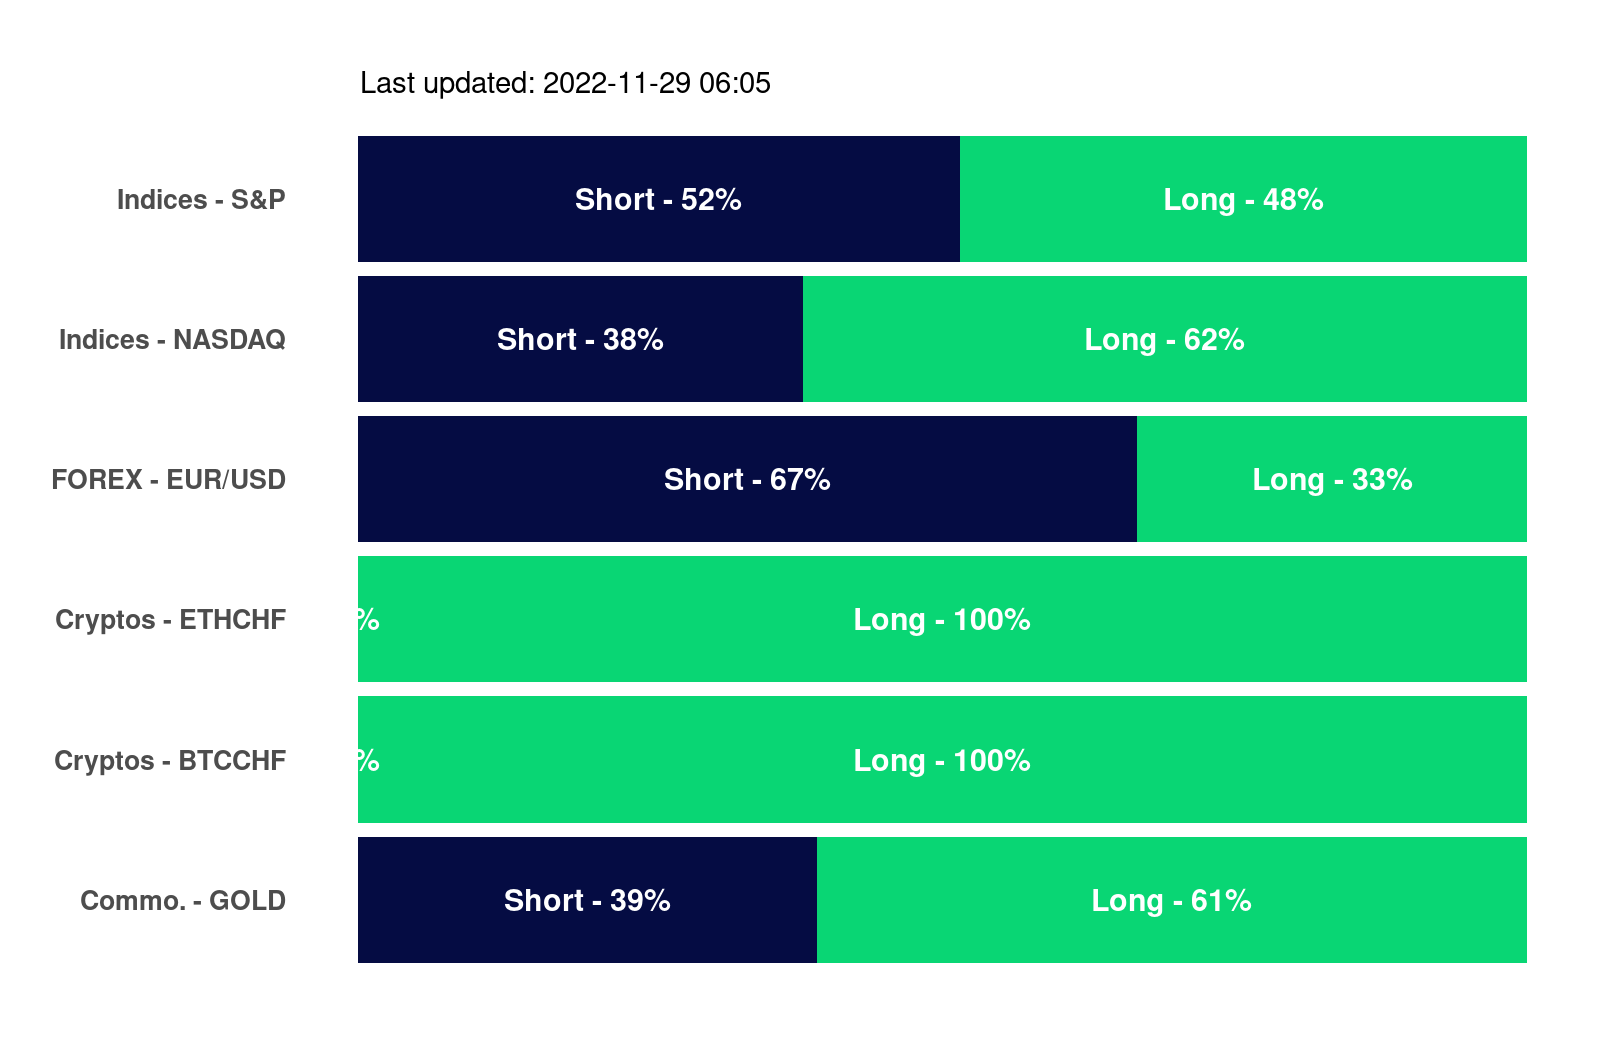 Last updated: 2022-11-29 06:05
Indices - S&P Short - 52% Long - 48%
Indices - NASDAQ Short - 38% Long - 62%
FOREX - EUR/USD Short - 67% Long - 33%
Cryptos - ETHCHF % Long - 100%
Cryptos - BTCCHF % Long - 100%
Commo. - GOLD Short - 39% Long - 61%